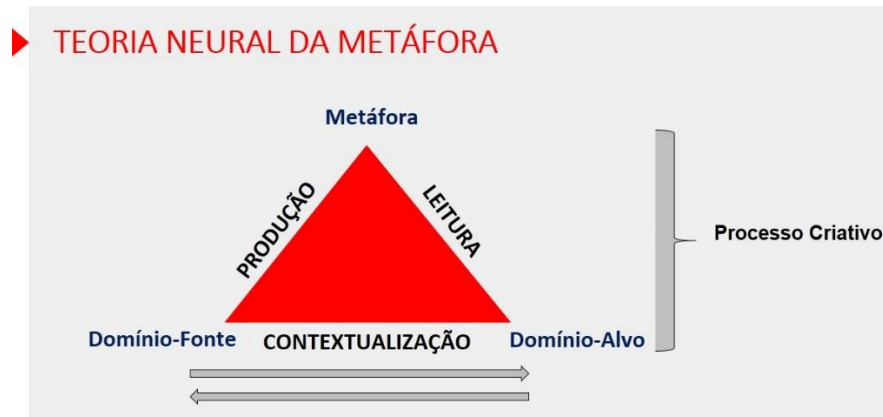 TEORIA NEURAL DA METÁFORA
Metáfora
PRODUÇÃO
LEITURA
Processo Criativo
Domínio-Fonte
CONTEXTUALIZAÇÃO
Domínio-Alvo